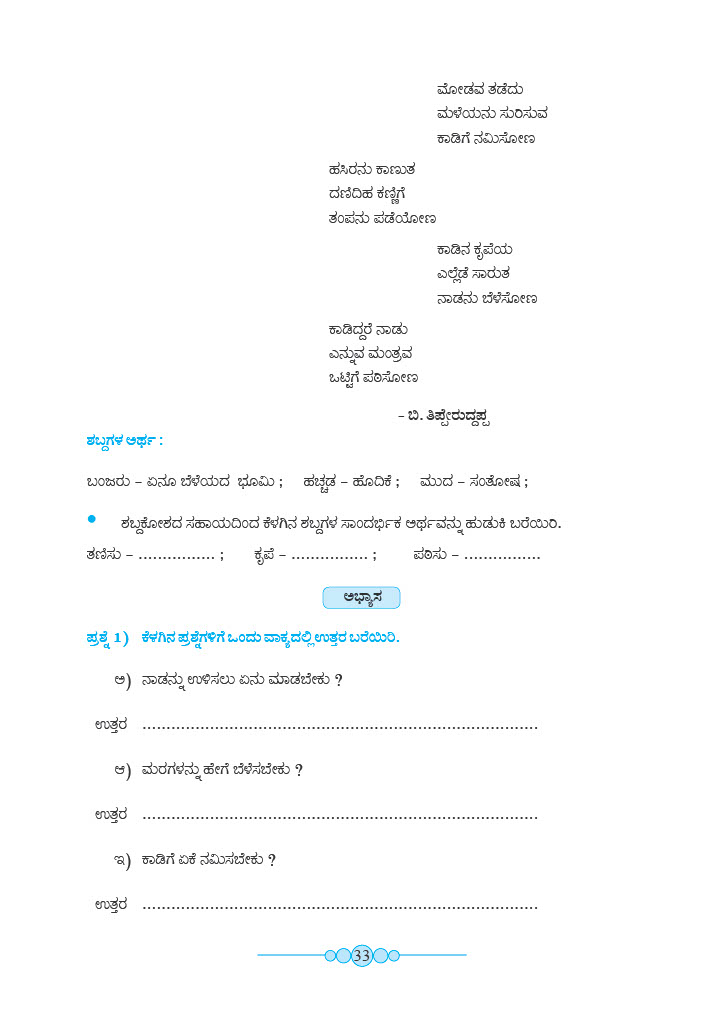 ಮೋಡವ ತಡೆದು
ಮಳೆಯನು ಸುರಿಸುವ
ಕಾಡಿಗೆ ನಮಿಸೋಣ
ಹಸಿರನು ಕಾಣುತ
ದಣಿದಿಹ ಕಣ್ಣಿಗೆ
ತಂಪನು ಪಡೆಯೋಣ
ಕಾಡಿನ ಕೃಪೆಯ
ಎಲ್ಲೆಡೆ ಸಾರುತ
ನಾಡನು ಬೆಳೆಸೋಣ
ಕಾಡಿದ್ದರೆ ನಾಡು
ಎನ್ನುವ ಮಂತ್ರವ
ಒಟ್ಟಿಗೆ ಪಠಿಸೋಣ
- ಬಿ. ತಿಪ್ಪೇರುದ್ದಪ್ಪ
ಶಬ್ದಗಳ ಅರ್ಥ :
ಬಂಜರು – ಏನೂ ಬೆಳೆಯದ ಭೂಮಿ ; ಹಚ್ಚಡ – ಹೊದಿಕೆ ; ಮುದ – ಸಂತೋಷ ;
• ಶಬ್ದಕೋಶದ ಸಹಾಯದಿಂದ ಕೆಳಗಿನ ಶಬ್ದಗಳ ಸಾಂದರ್ಭಿಕ ಅರ್ಥವನ್ನು ಹುಡುಕಿ ಬರೆಯಿರಿ.
ತಣಿಸು – ................ ; ಕೃಪೆ – ................ ; ಪಠಿಸು – ................
ಅಭ್ಯಾಸ
ಪ್ರಶ್ನೆ 1) ಕೆಳಗಿನ ಪ್ರಶ್ನೆಗಳಿಗೆ ಒಂದು ವಾಕ್ಯದಲ್ಲಿ ಉತ್ತರ ಬರೆಯಿರಿ.
ಅ) ನಾಡನ್ನು ಉಳಿಸಲು ಏನು ಮಾಡಬೇಕು ?
ಉತ್ತರ ..................................................................................
ಆ) ಮರಗಳನ್ನು ಹೇಗೆ ಬೆಳೆಸಬೇಕು ?
ಉತ್ತರ ..................................................................................
ಇ) ಕಾಡಿಗೆ ಏಕೆ ನಮಿಸಬೇಕು ?
ಉತ್ತರ ..................................................................................
33